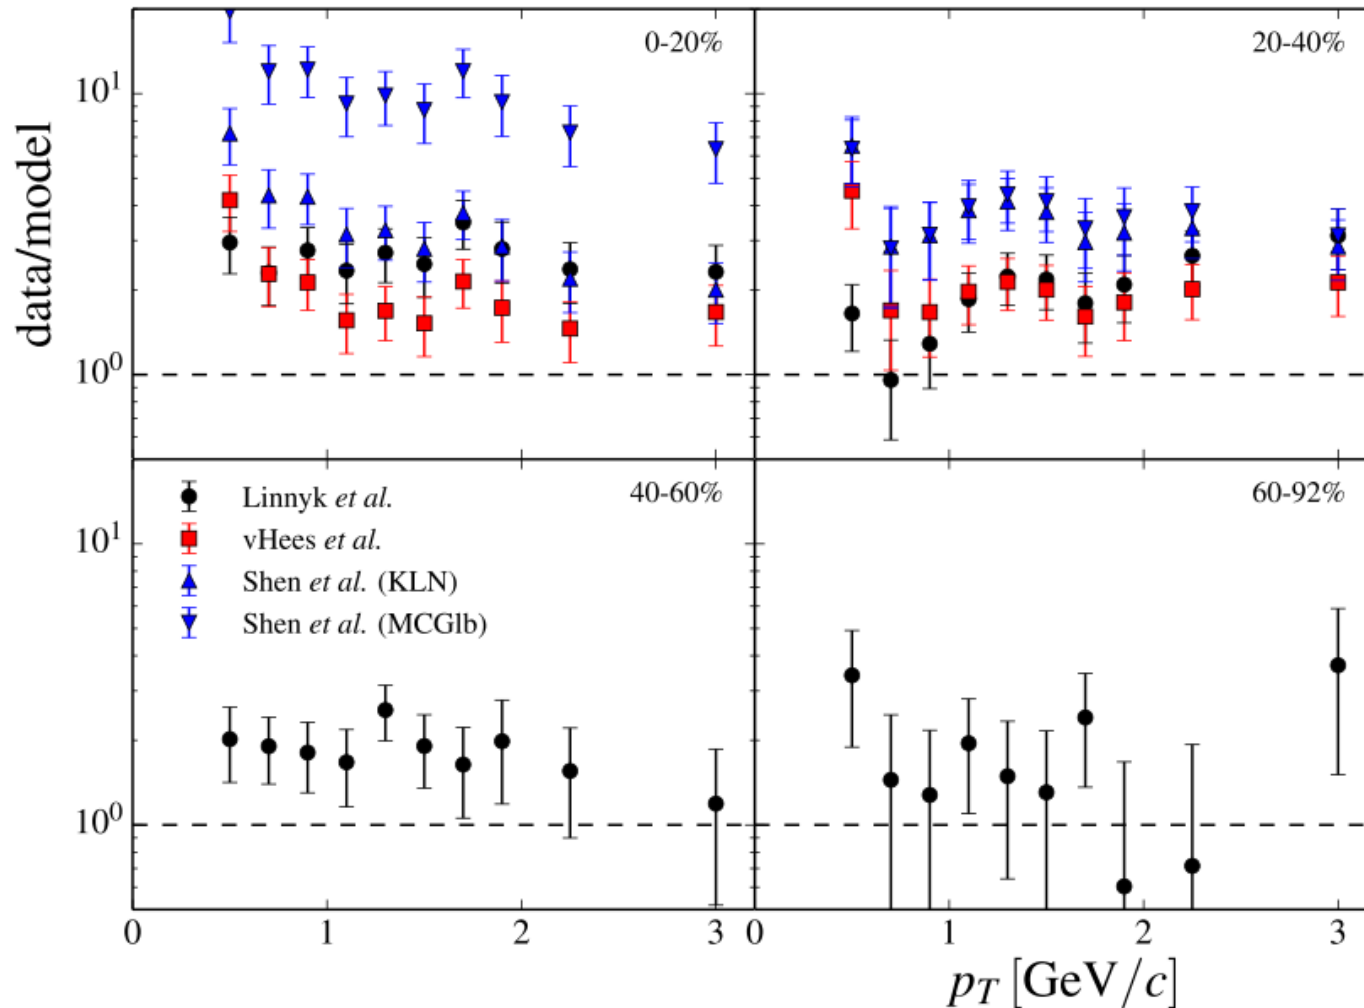 0-20%
20-40%
10^1
10^0
data/model
40-60%
60-92%
10^1
10^0
Linnyk et al.
vHees et al.
Shen et al. (KLN)
Shen et al. (MCGlb)
0 1 2 3 0 1 2 3
p_T [GeV/c]